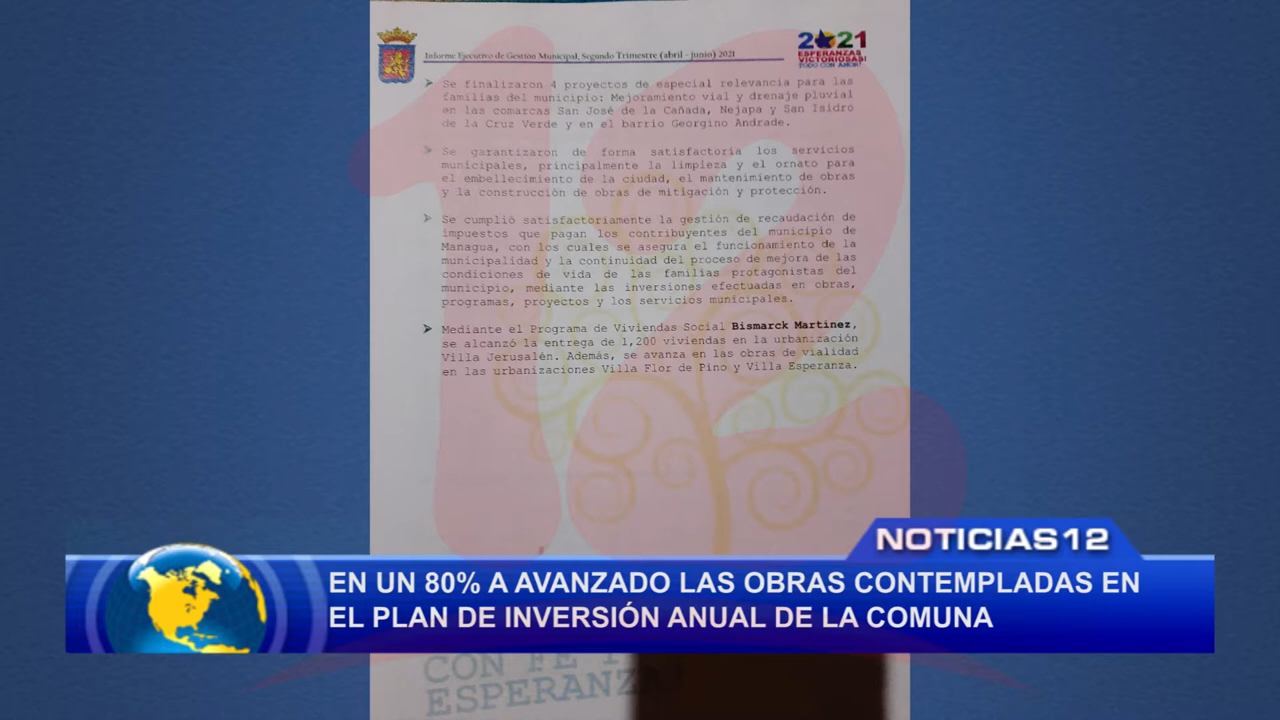 Informe Ejecutivo de Gestión Municipal, Segundo Trimestre (abril - junio) 2021
2021
ESPERANZAS
VICTORIOSAS!
TODO CON AMOR!
➤ Se finalizaron 4 proyectos de especial relevancia para las
familias del municipio: Mejoramiento vial y drenaje pluvial
en las comarcas San José de la Cañada, Nejapa y San Isidro
de la Cruz Verde y en el barrio Georgino Andrade.
➤ Se garantizaron de forma satisfactoria los servicios
municipales, principalmente la limpieza y el ornato para
el embellecimiento de la ciudad, el mantenimiento de obras
y la construcción de obras de mitigación y protección.
➤ Se cumplió satisfactoriamente la gestión de recaudación de
impuestos que pagan los contribuyentes del municipio de
Managua, con los cuales se asegura el funcionamiento de la
municipalidad y la continuidad del proceso de mejora de las
condiciones de vida de las familias protagonistas del
municipio, mediante las inversiones efectuadas en obras,
programas, proyectos y los servicios municipales.
➤ Mediante el Programa de Viviendas Social Bismarck Martínez,
se alcanzó la entrega de 1,200 viviendas en la urbanización
Villa Jerusalén. Además, se avanza en las obras de vialidad
en las urbanizaciones Villa Flor de Pino y Villa Esperanza.
12
NOTICIAS12
EN UN 80% A AVANZADO LAS OBRAS CONTEMPLADAS EN
EL PLAN DE INVERSIÓN ANUAL DE LA COMUNA
CON FE
ESPERANZA